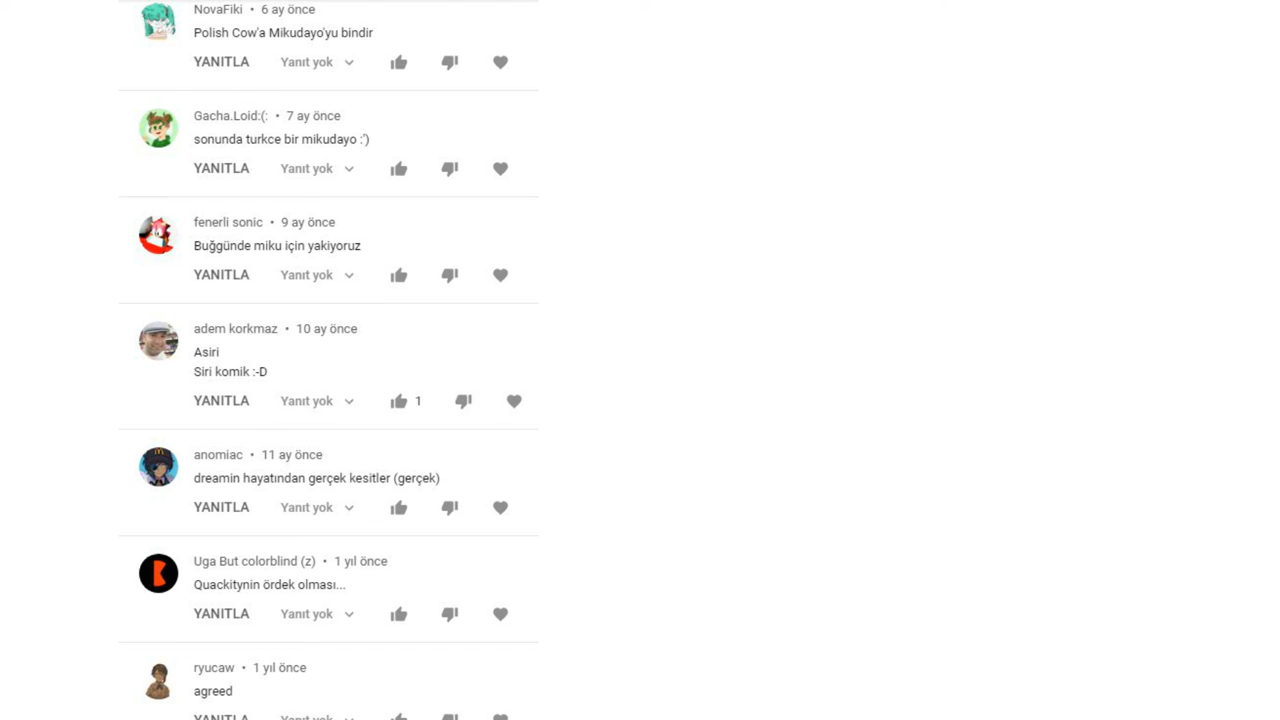 NovaFiki • 6 ay önce
Polish Cow'a Mikudayo'yu bindir
YANITLA Yanıt yok
Gacha.Loid:(: • 7 ay önce
sonunda turkce bir mikudayo :')
YANITLA Yanıt yok
fenerli sonic • 9 ay önce
Buğgünde miku için yakiyoruz
YANITLA Yanıt yok
adem korkmaz • 10 ay önce
Asiri
Siri komik :-D
YANITLA Yanıt yok 1
anomiac • 11 ay önce
dreamin hayatından gerçek kesitler (gerçek)
YANITLA Yanıt yok
Uga But colorblind (z) • 1 yıl önce
Quackitynin ördek olması...
YANITLA Yanıt yok
ryucaw • 1 yıl önce
agreed
YANITLA Yanıt yok